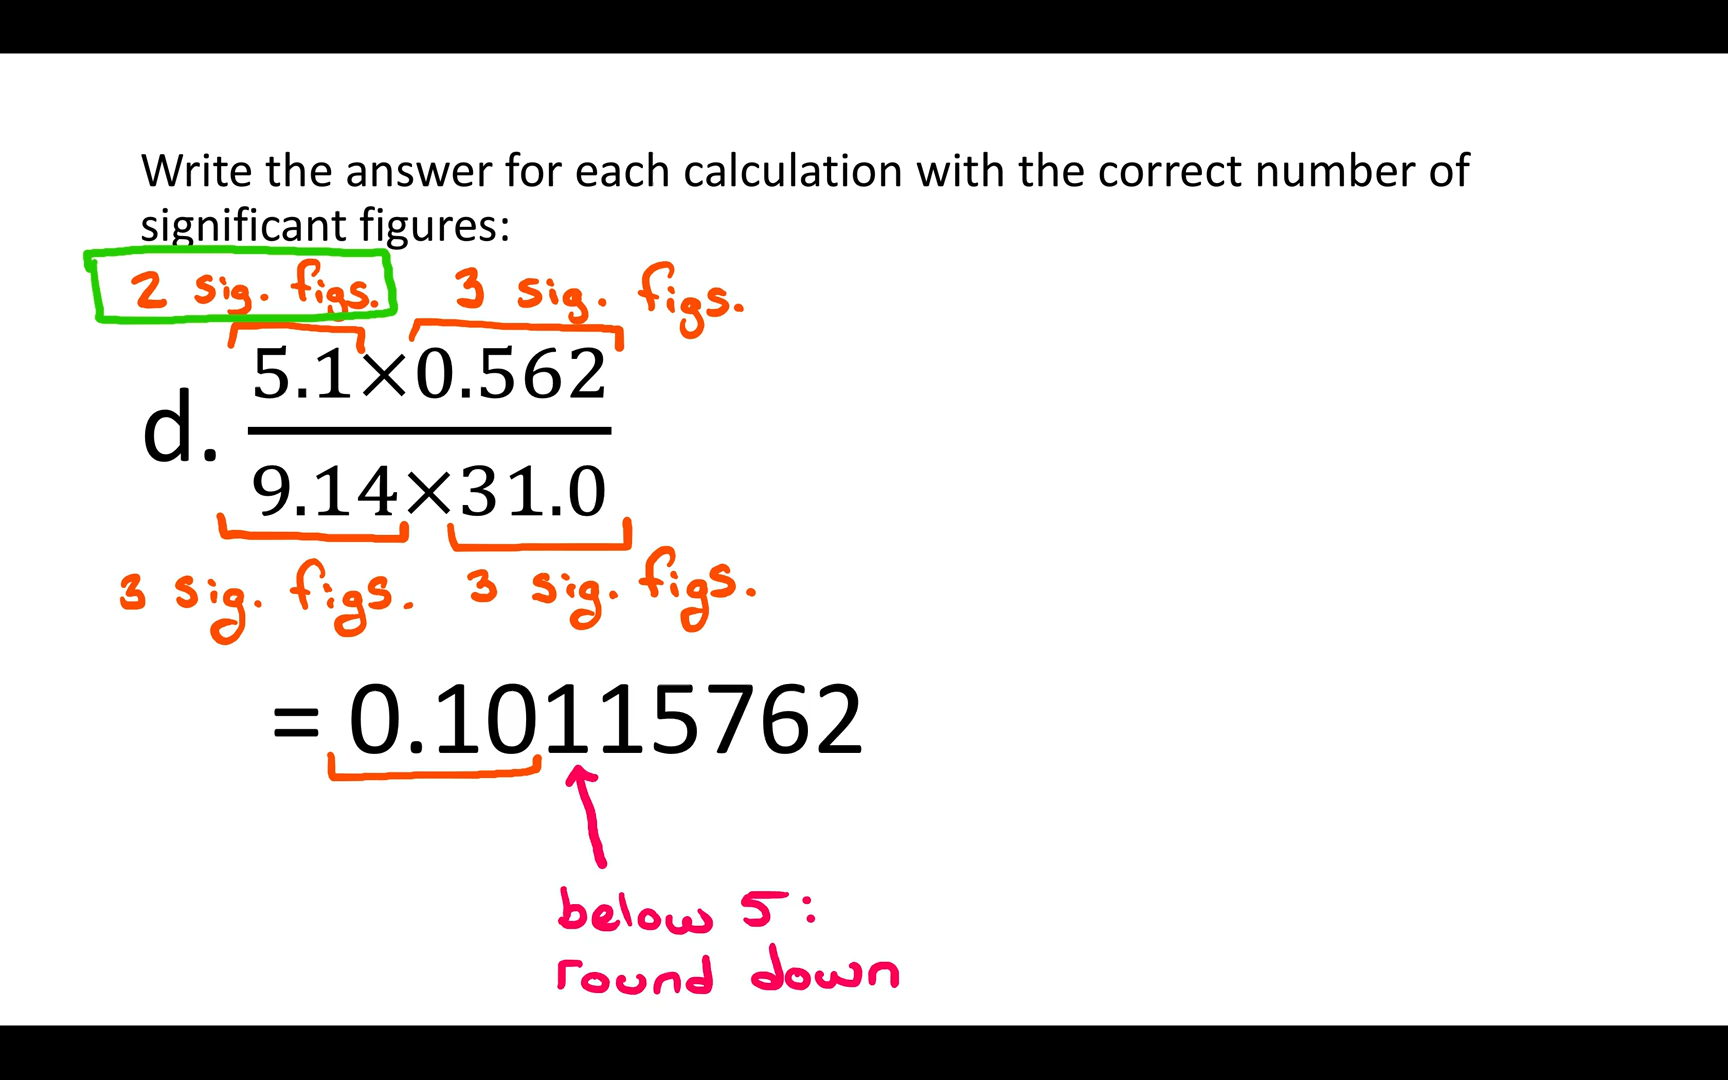 Write the answer for each calculation with the correct number of
significant figures:
2 sig. figs. 3 sig. figs.
5.1×0.562
d.
9.14×31.0
3 sig. figs. 3 sig. figs.
= 0.10115762
below 5:
round down